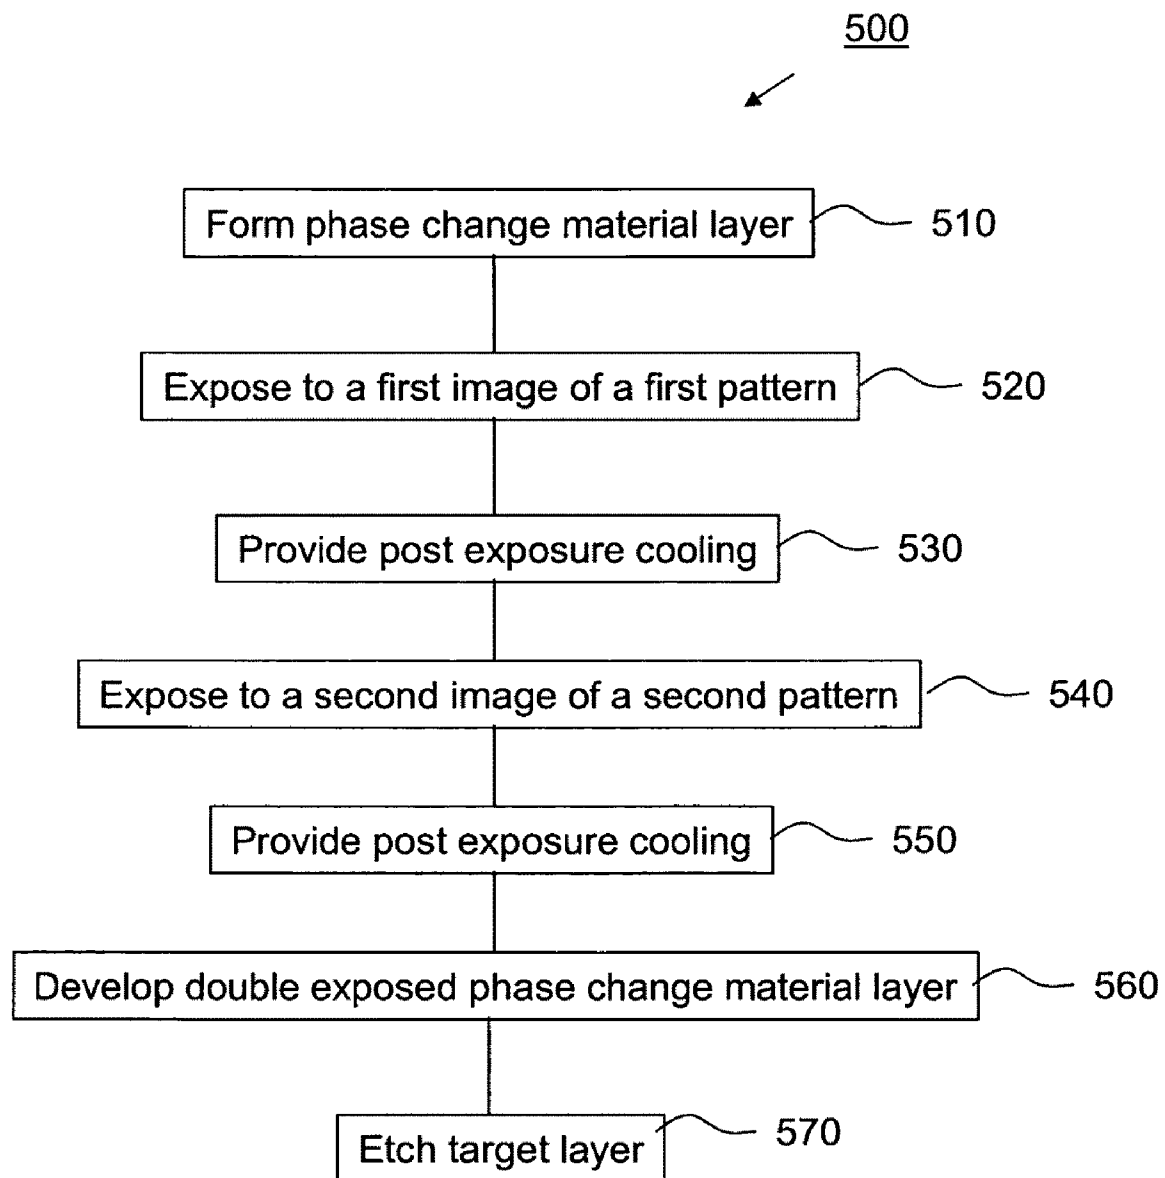 500
Form phase change material layer 510
Expose to a first image of a first pattern 520
Provide post exposure cooling 530
Expose to a second image of a second pattern 540
Provide post exposure cooling 550
Develop double exposed phase change material layer 560
Etch target layer 570